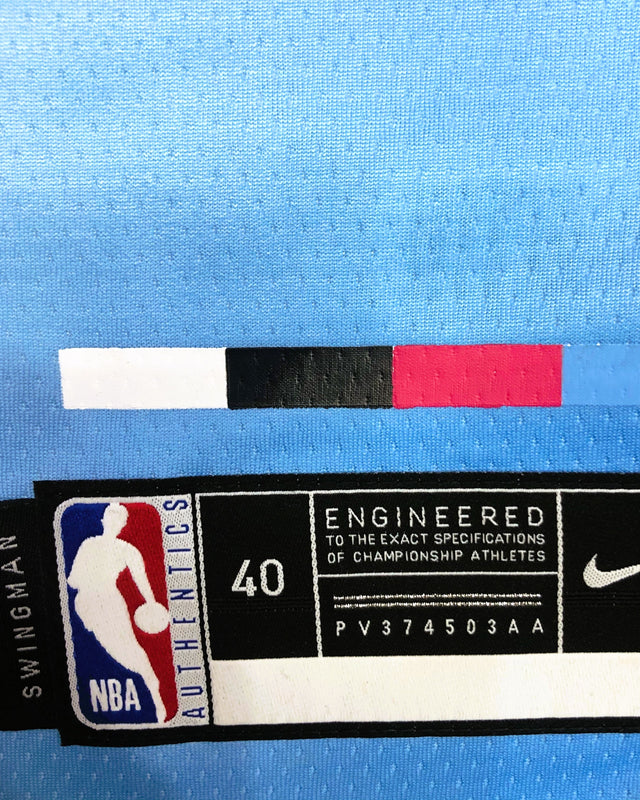 SWINGMAN
NBA
AUTHENTICS
40
ENGINEERED
TO THE EXACT SPECIFICATIONS
OF CHAMPIONSHIP ATHLETES
PV374503AA